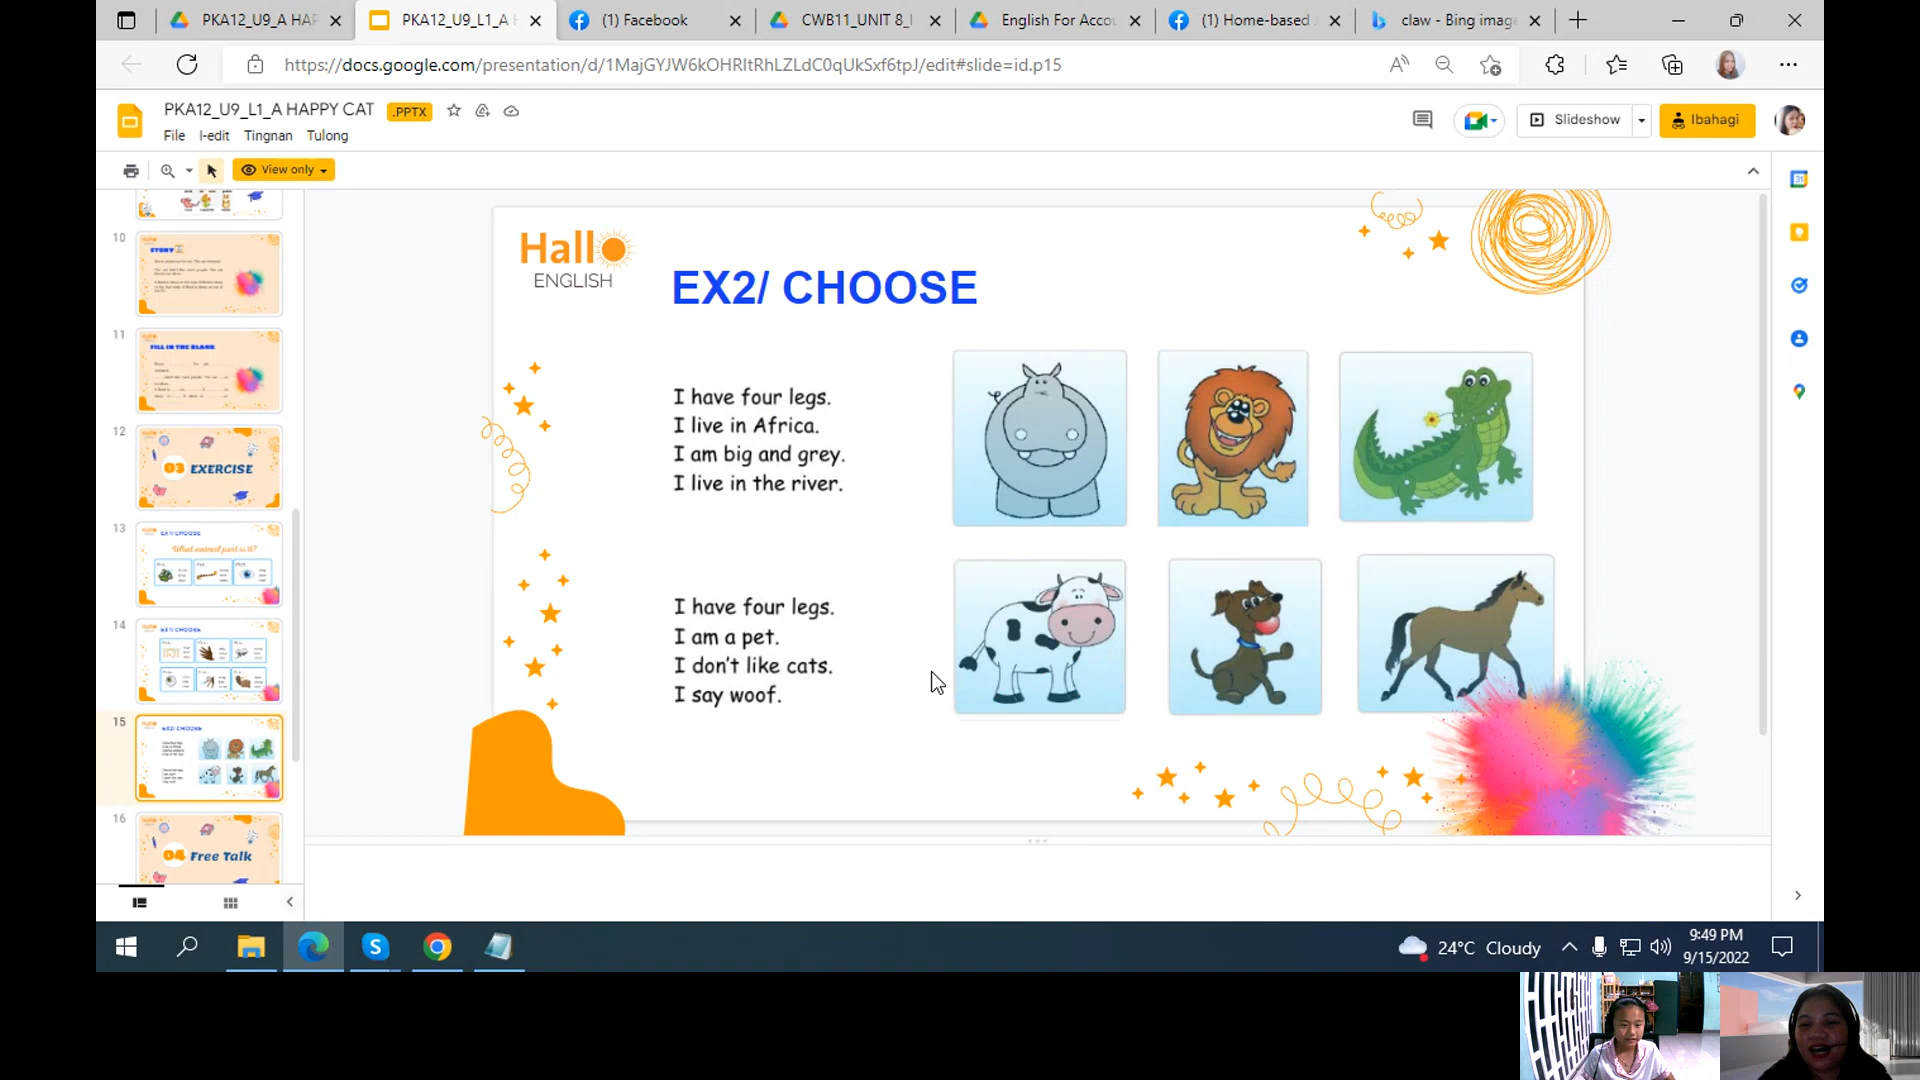 PKA12_U9_A HAP
PKA12_U9_L1_A H
(1) Facebook
CWB11_UNIT 8_
English For Accou
(1) Home-based
claw - Bing image
https://docs.google.com/presentation/d/1MajGYJW6kOHRItRhLZLdC0qUkSxf6tpJ/edit#slide=id.p15
PKA12_U9_L1_A HAPPY CAT
.PPTX
File
I-edit
Tingnan
Tulong
Slideshow
Ibahagi
View only
10
STORY
11
FILL IN THE BLANK
12
03 EXERCISE
13
EX1/ CHOOSE
What animal part is it?
14
EX1/ CHOOSE
15
EX2/ CHOOSE
16
04 Free Talk
Hallo
ENGLISH
EX2/ CHOOSE
I have four legs.
I live in Africa.
I am big and grey.
I live in the river.
I have four legs.
I am a pet.
I don't like cats.
I say woof.
24°C Cloudy
9:49 PM
9/15/2022